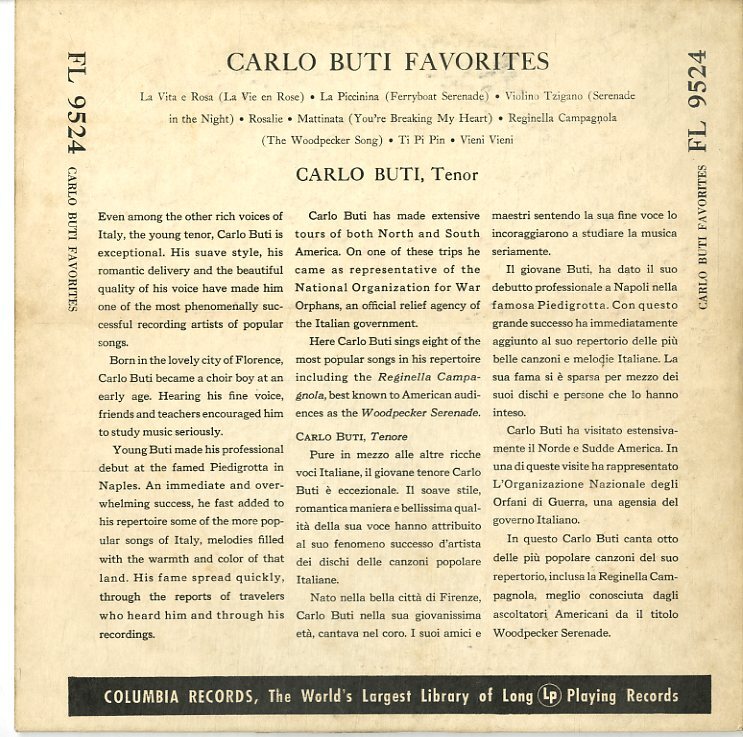 CARLO BUTI FAVORITES
La Vita e Rosa (La Vie en Rose) • La Piccinina (Ferryboat Serenade) • Violino Tzigano (Serenade
in the Night) • Rosalie • Mattinata (You're Breaking My Heart) • Reginella Campagnola
(The Woodpecker Song) • Ti Pi Pin • Vieni Vieni
CARLO BUTI, Tenor
FL 9524 CARLO BUTI FAVORITES
Even among the other rich voices of
Italy, the young tenor, Carlo Buti is
exceptional. His suave style, his
romantic delivery and the beautiful
quality of his voice have made him
one of the most phenomenally suc-
cessful recording artists of popular
songs.
Born in the lovely city of Florence,
Carlo Buti became a choir boy at an
early age. Hearing his fine voice,
friends and teachers encouraged him
to study music seriously.
Young Buti made his professional
debut at the famed Piedigrotta in
Naples. An immediate and over-
whelming success, he fast added to
his repertoire some of the more pop-
ular songs of Italy, melodies filled
with the warmth and color of that
land. His fame spread quickly,
through the reports of travelers
who heard him and through his
recordings.
Carlo Buti has made extensive
tours of both North and South
America. On one of these trips he
came as representative of the
National Organization for War
Orphans, an official relief agency of
the Italian government.
Here Carlo Buti sings eight of the
most popular songs in his repertoire
including the Reginella Campa-
gnola, best known to American audi-
ences as the Woodpecker Serenade.
CARLO BUTI, Tenore
Pure in mezzo alle altre ricche
voci Italiane, il giovane tenore Carlo
Buti è eccezionale. Il soave stile,
romantica maniera e bellissima qual-
ità della sua voce hanno attribuito
al suo fenomeno successo d'artista
dei dischi delle canzoni popolare
Italiane.
Nato nella bella città di Firenze,
Carlo Buti nella sua giovanissima
età, cantava nel coro. I suoi amici e
maestri sentendo la sua fine voce lo
incoraggiarono a studiare la musica
seriamente.
Il giovane Buti, ha dato il suo
debutto professionale a Napoli nella
famosa Piedigrotta. Con questo
grande successo ha immediatamente
aggiunto al suo repertorio delle più
belle canzoni e melodie Italiane. La
sua fama si è sparsa per mezzo dei
suoi dischi e persone che lo hanno
inteso.
Carlo Buti ha visitato estensiva-
mente il Norde e Sudde America. In
una di queste visite ha rappresentato
L'Organizione Nazionale degli
Orfani di Guerra, una agensia del
governo Italiano.
In questo Carlo Buti canta otto
delle più popolare canzoni del suo
repertorio, inclusa la Reginella Cam-
pagnola, meglio conosciuta dagli
ascoltatori Americani da il titolo
Woodpecker Serenade.
CARLO BUTI FAVORITES FL 9524
COLUMBIA RECORDS, The World's Largest Library of Long LP Playing Records